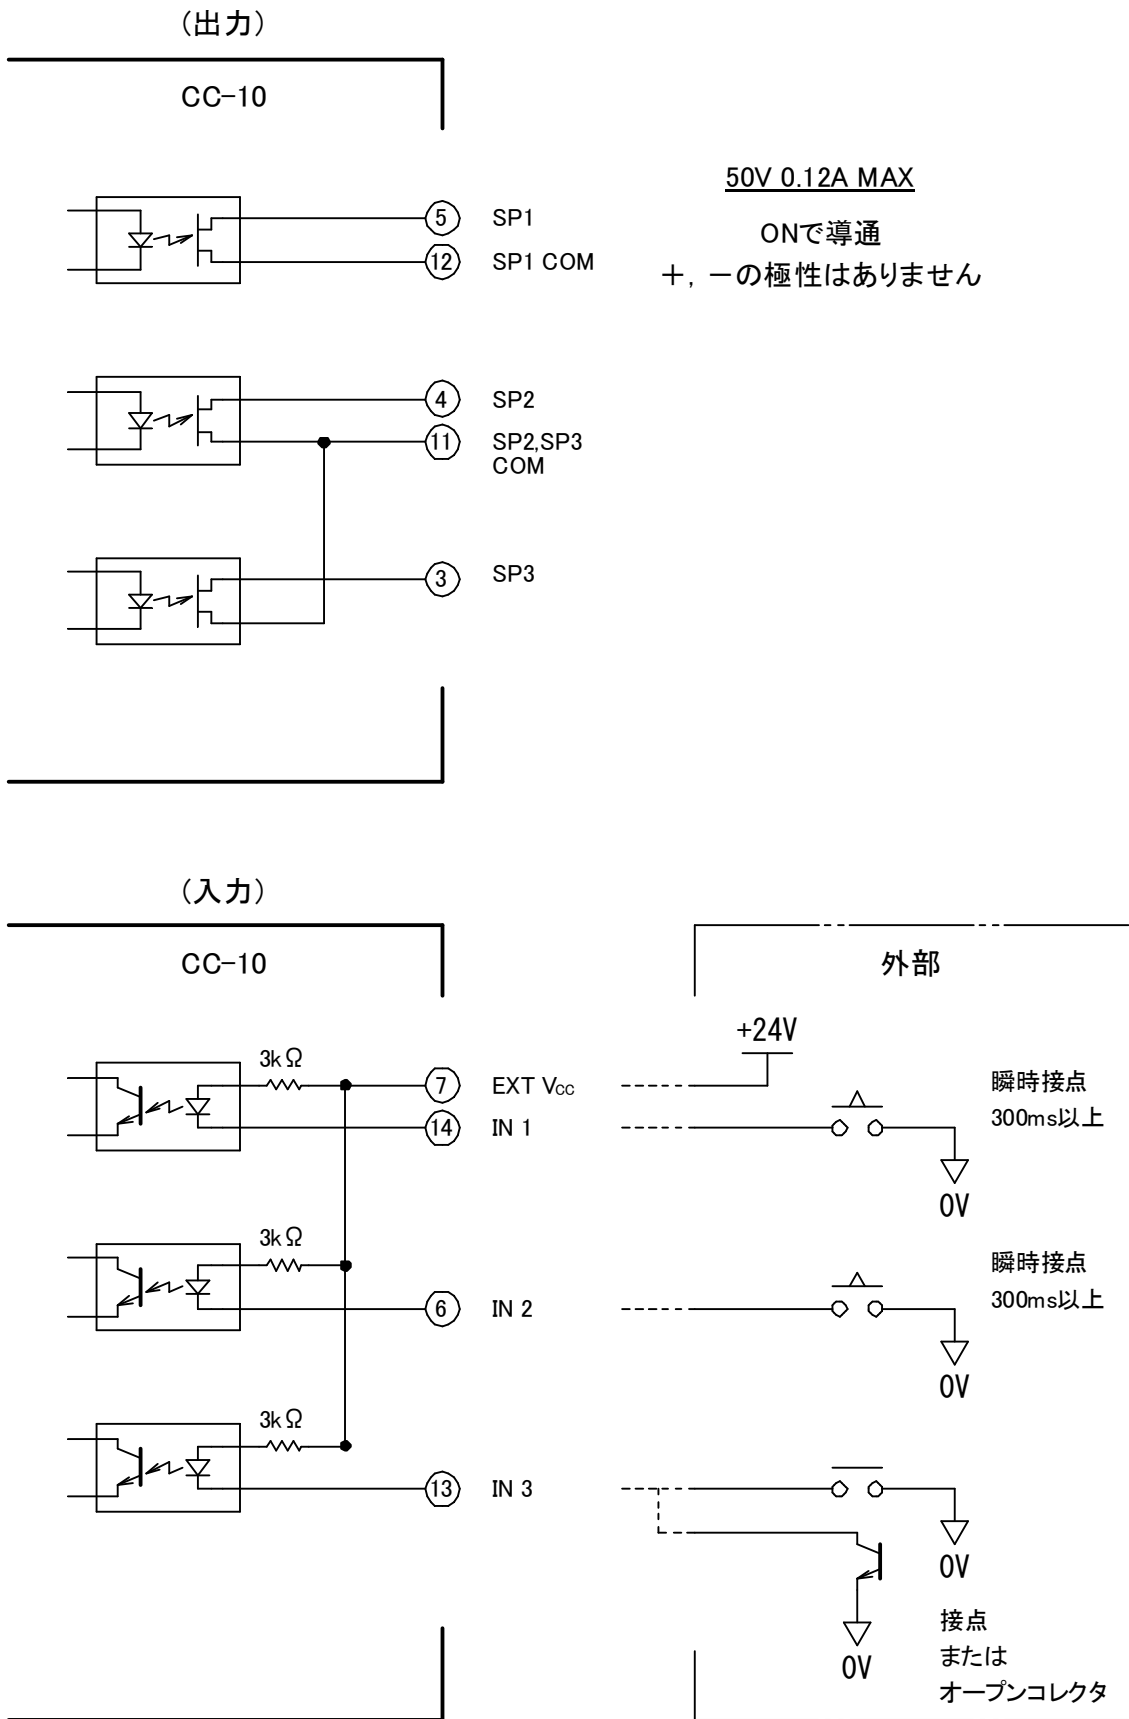 (出力)
CC-10
50V 0.12A MAX
ONで導通
+, −の極性はありません
5 SP1
12 SP1 COM
4 SP2
11 SP2,SP3
COM
3 SP3
(入力)
CC-10
外部
+24V
3kΩ
7 EXT Vcc
14 IN 1
瞬時接点
300ms以上
0V
3kΩ
6 IN 2
瞬時接点
300ms以上
0V
3kΩ
13 IN 3
0V
0V
接点
または
オープンコレクタ